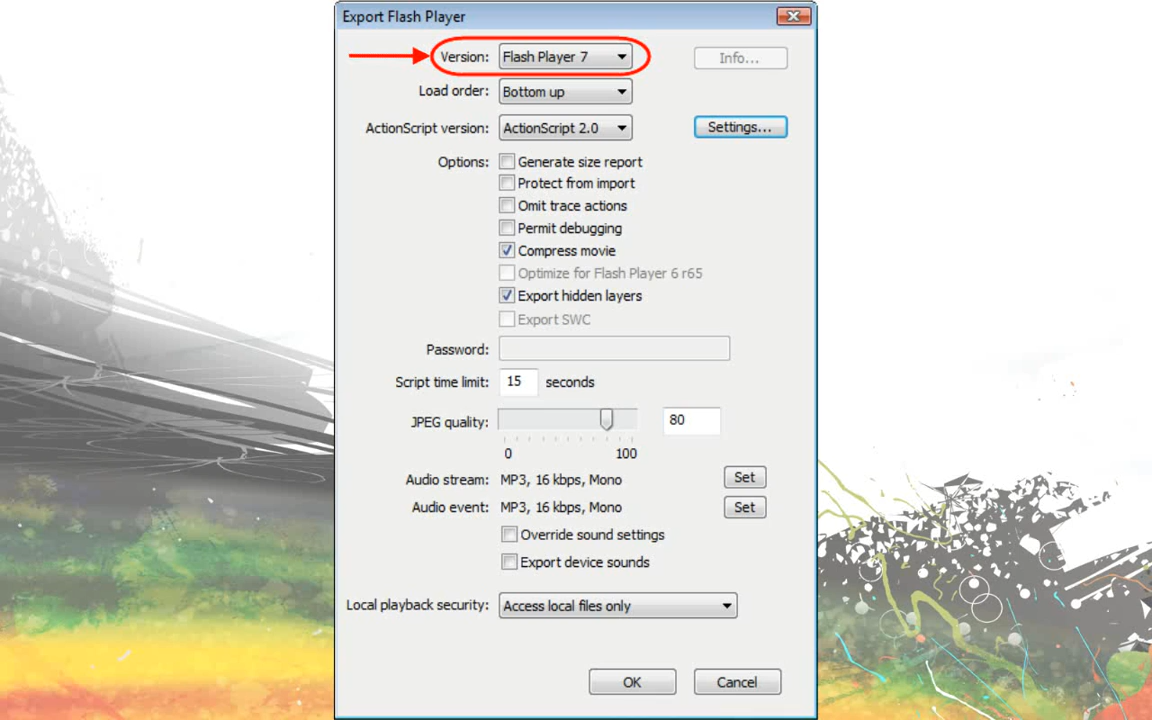 Export Flash Player
Version: Flash Player 7 Info...
Load order: Bottom up
ActionScript version: ActionScript 2.0 Settings...
Options: Generate size report
Protect from import
Omit trace actions
Permit debugging
Compress movie
Optimize for Flash Player 6 r65
Export hidden layers
Export SWC
Password:
Script time limit: 15 seconds
JPEG quality: 80
0 100
Audio stream: MP3, 16 kbps, Mono Set
Audio event: MP3, 16 kbps, Mono Set
Override sound settings
Export device sounds
Local playback security: Access local files only
OK Cancel